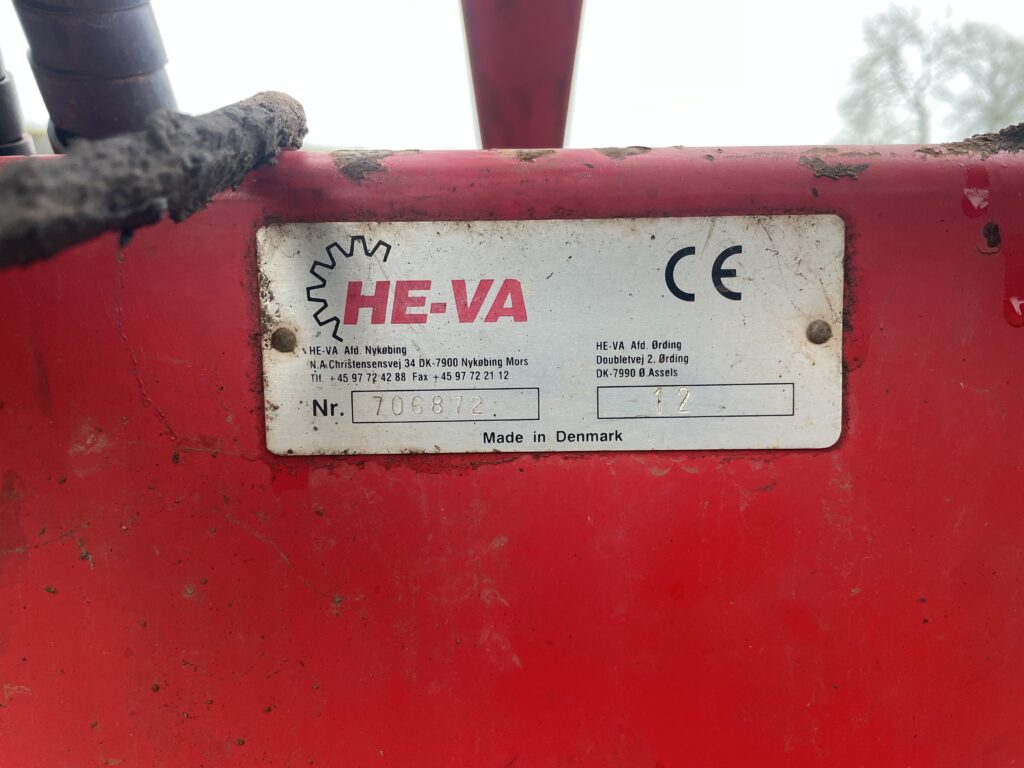 HE-VA
CE
HE-VA Afd. Nykøbing
N.A.Christensensvej 34 DK-7900 Nykøbing Mors
Tlf. +45 97 72 42 88 Fax +45 97 72 21 12
HE-VA Afd. Ørding
Doubletvej 2, Ørding
DK-7990 Ø.Assels
Nr. 706872
12
Made in Denmark